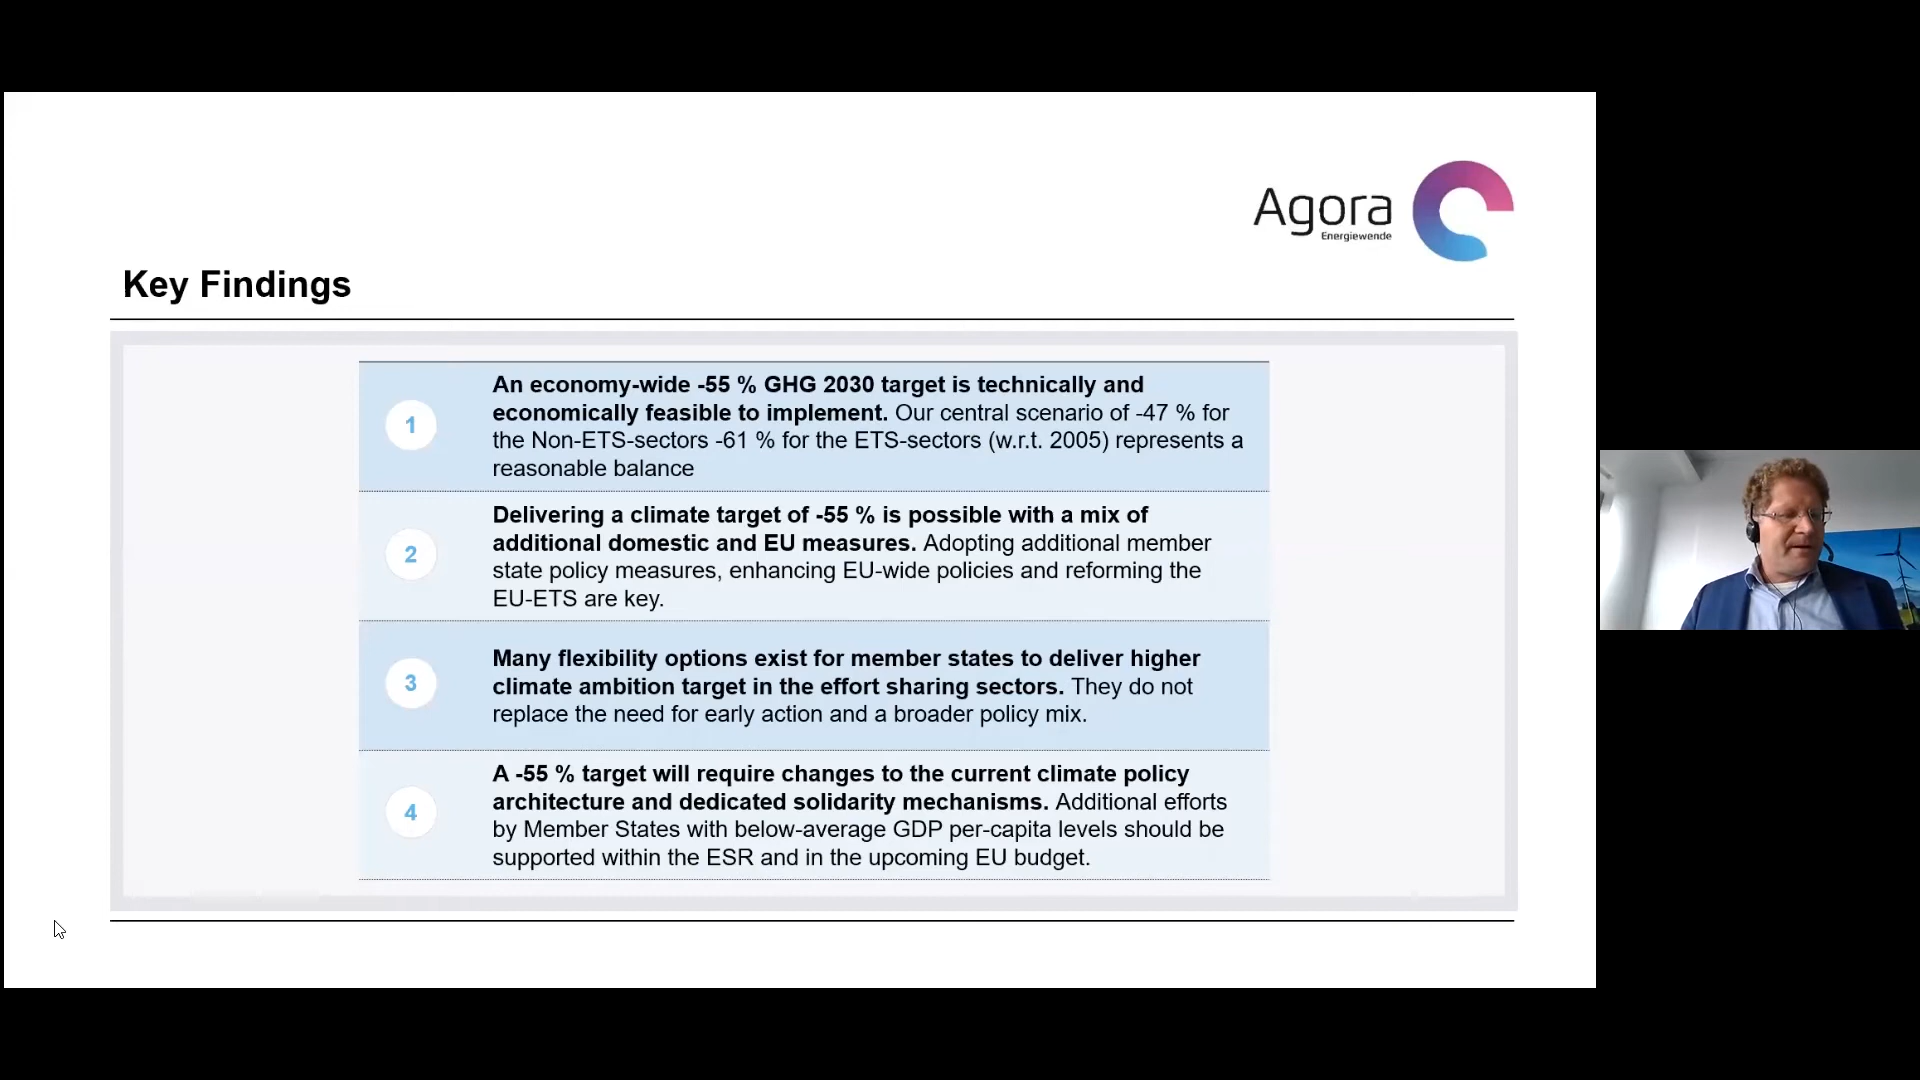 Agora
Energiewende
Key Findings
1
An economy-wide -55 % GHG 2030 target is technically and
economically feasible to implement. Our central scenario of -47 % for
the Non-ETS-sectors -61 % for the ETS-sectors (w.r.t. 2005) represents a
reasonable balance
2
Delivering a climate target of -55 % is possible with a mix of
additional domestic and EU measures. Adopting additional member
state policy measures, enhancing EU-wide policies and reforming the
EU-ETS are key.
3
Many flexibility options exist for member states to deliver higher
climate ambition target in the effort sharing sectors. They do not
replace the need for early action and a broader policy mix.
4
A -55 % target will require changes to the current climate policy
architecture and dedicated solidarity mechanisms. Additional efforts
by Member States with below-average GDP per-capita levels should be
supported within the ESR and in the upcoming EU budget.